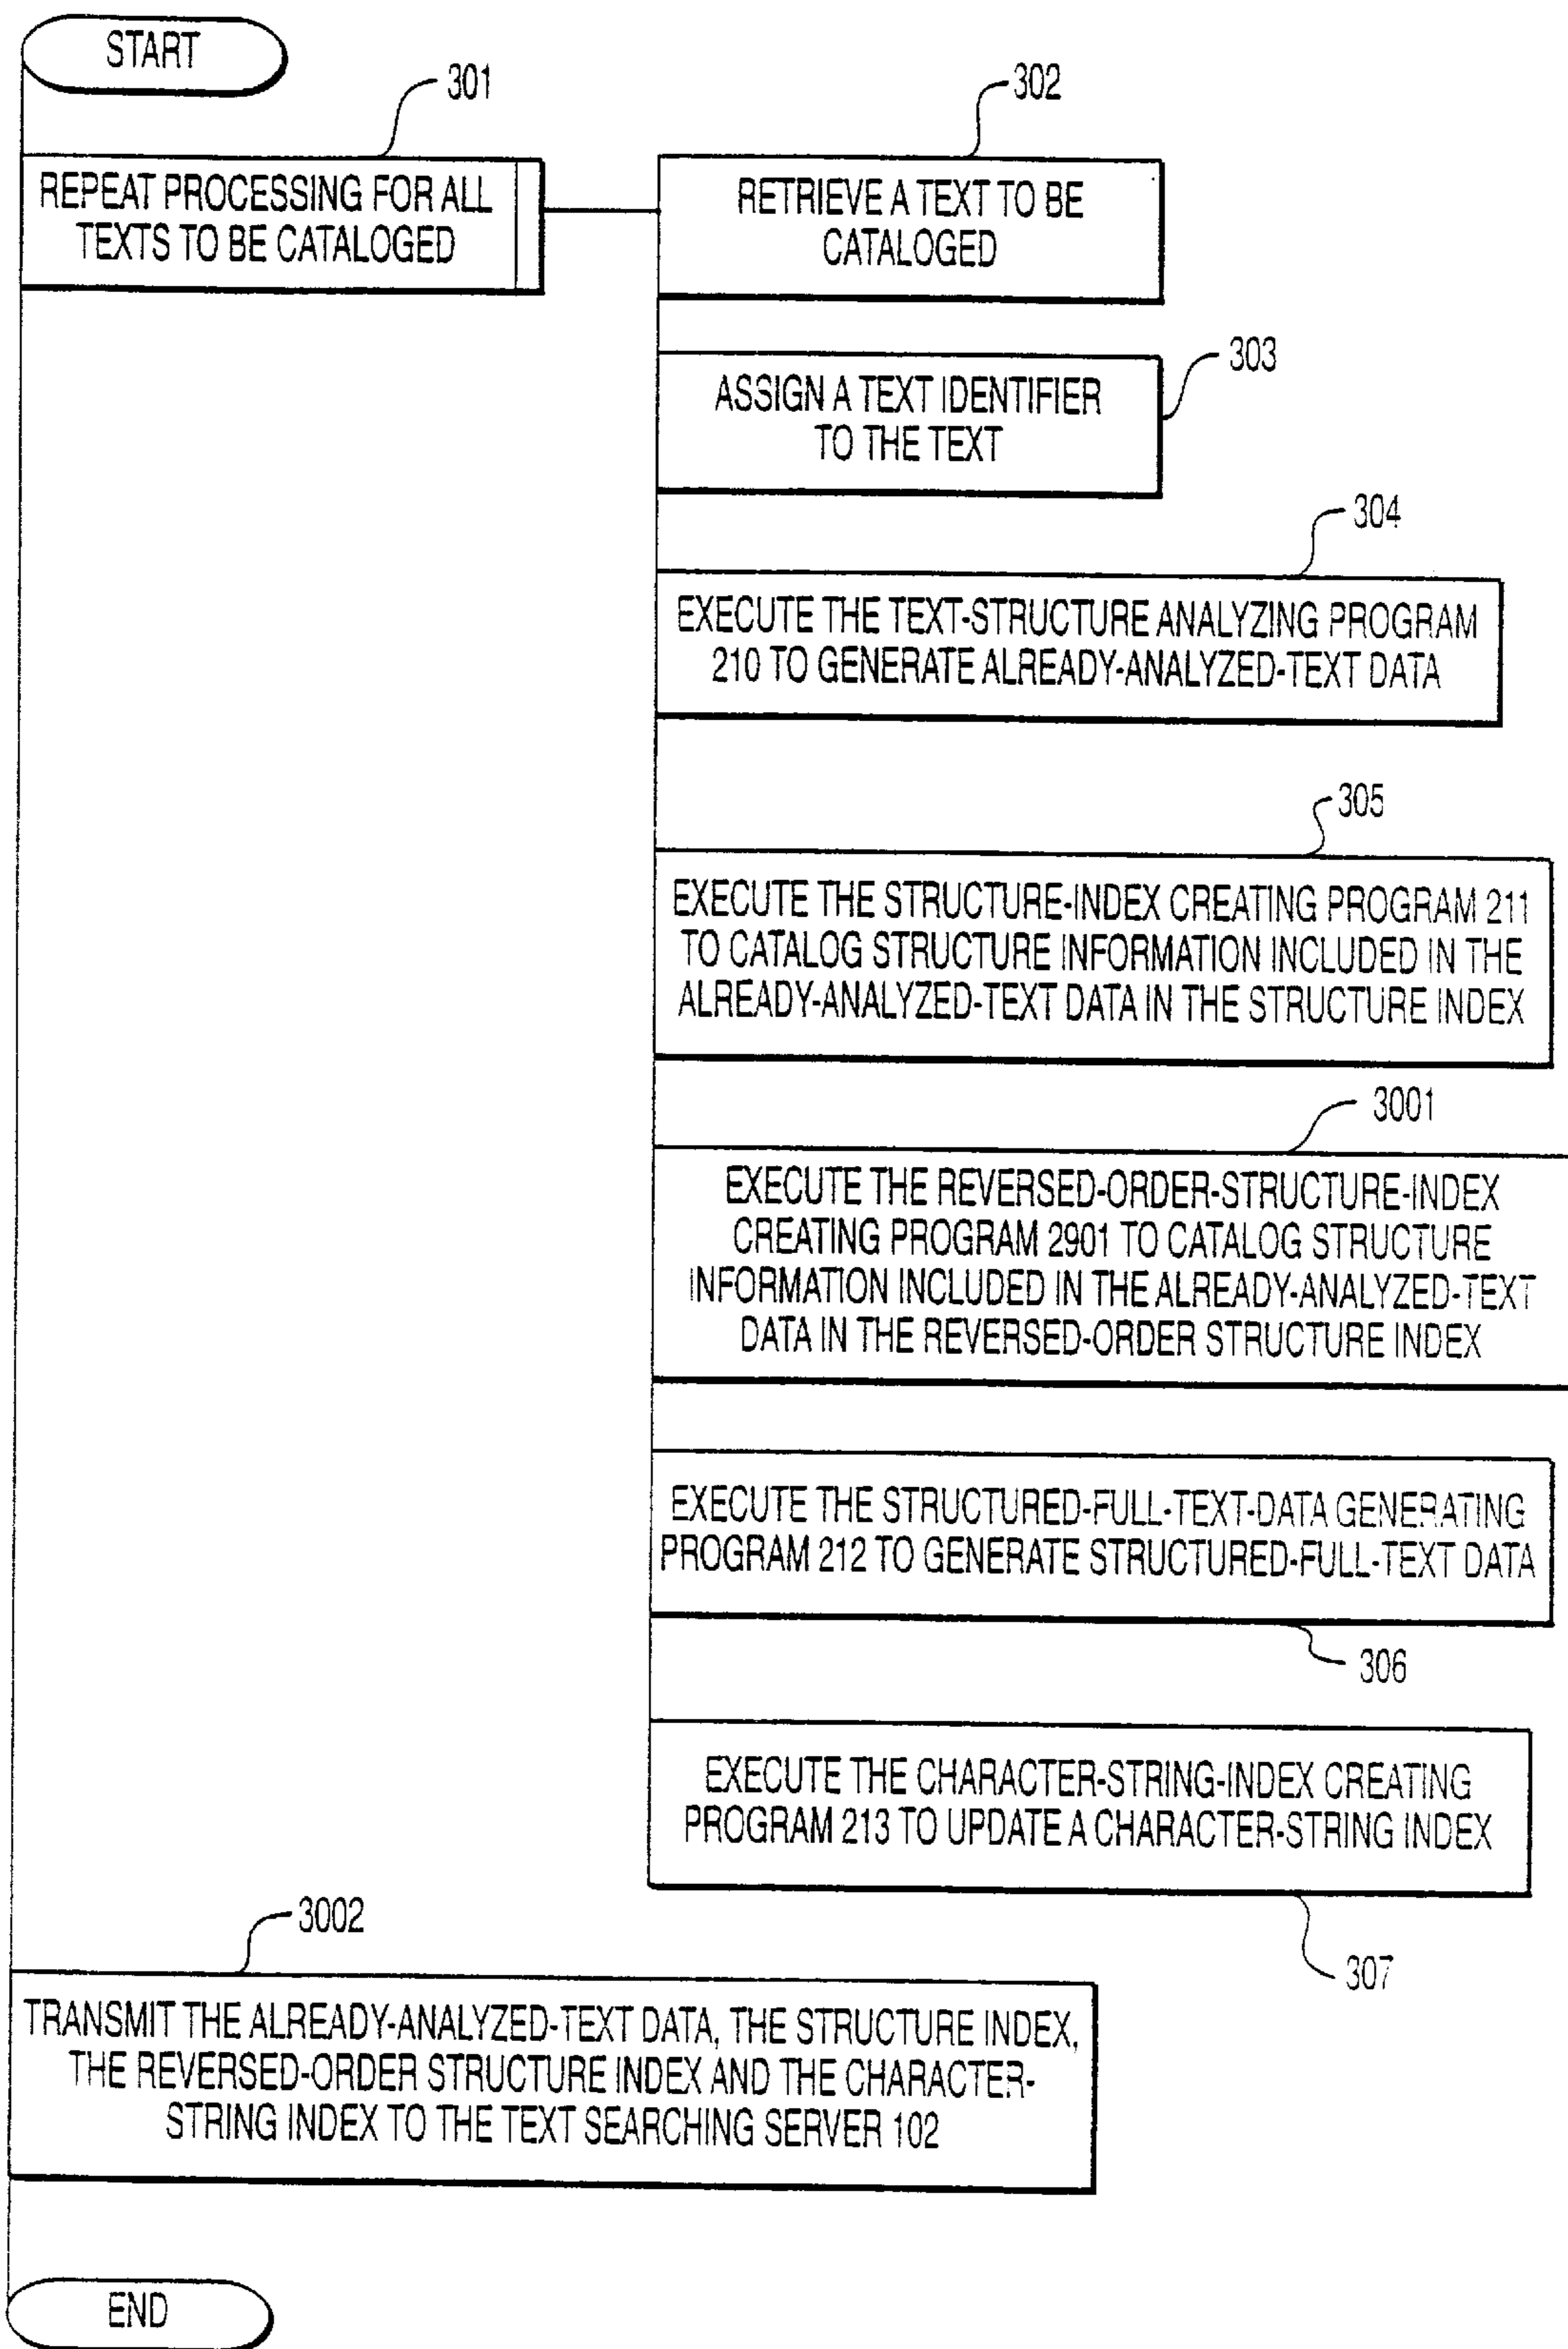 START
301
302
REPEAT PROCESSING FOR ALL
TEXTS TO BE CATALOGED
RETRIEVE A TEXT TO BE
CATALOGED
303
ASSIGN A TEXT IDENTIFIER
TO THE TEXT
304
EXECUTE THE TEXT-STRUCTURE ANALYZING PROGRAM
210 TO GENERATE ALREADY-ANALYZED-TEXT DATA
305
EXECUTE THE STRUCTURE-INDEX CREATING PROGRAM 211
TO CATALOG STRUCTURE INFORMATION INCLUDED IN THE
ALREADY-ANALYZED-TEXT DATA IN THE STRUCTURE INDEX
3001
EXECUTE THE REVERSED-ORDER-STRUCTURE-INDEX
CREATING PROGRAM 2901 TO CATALOG STRUCTURE
INFORMATION INCLUDED IN THE ALREADY-ANALYZED-TEXT
DATA IN THE REVERSED-ORDER STRUCTURE INDEX
EXECUTE THE STRUCTURED-FULL-TEXT-DATA GENERATING
PROGRAM 212 TO GENERATE STRUCTURED-FULL-TEXT DATA
306
EXECUTE THE CHARACTER-STRING-INDEX CREATING
PROGRAM 213 TO UPDATE A CHARACTER-STRING INDEX
307
3002
TRANSMIT THE ALREADY-ANALYZED-TEXT DATA, THE STRUCTURE INDEX,
THE REVERSED-ORDER STRUCTURE INDEX AND THE CHARACTER-
STRING INDEX TO THE TEXT SEARCHING SERVER 102
END